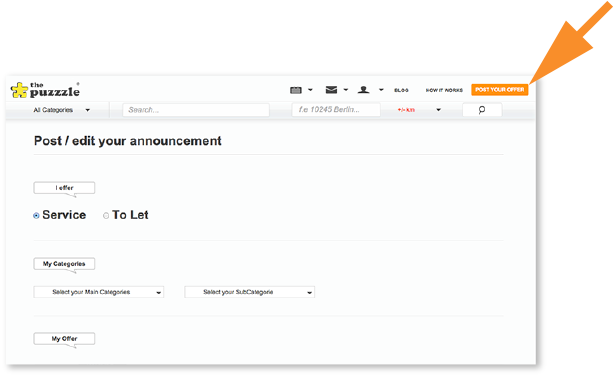 the
puzzzle
BLOG HOW IT WORKS POST YOUR OFFER
All Categories Search... f.e 10245 Berlin... +/- km
Post / edit your announcement
I offer
Service To Let
My Categories
Select your Main Categories Select your SubCategorie
My Offer